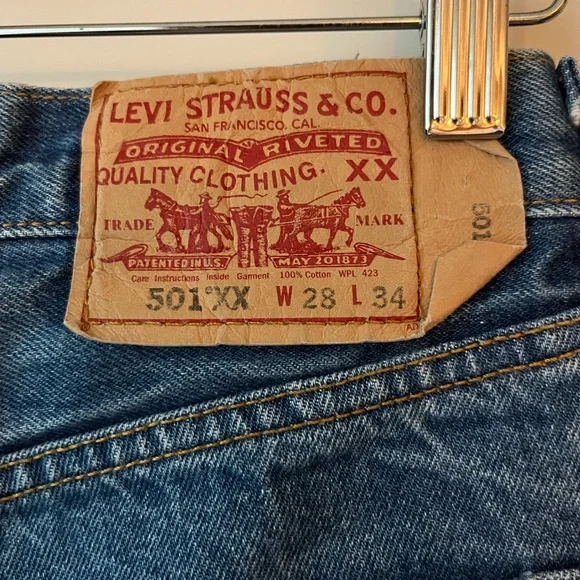 LEVI STRAUSS & CO.
SAN FRANCISCO, CAL.
ORIGINAL RIVETED
QUALITY CLOTHING. XX
TRADE MARK
PATENTED IN U.S. MAY 20 1873
Care Instructions Inside Garment 100% Cotton WPL 423
501®XX W 28 L 34
501